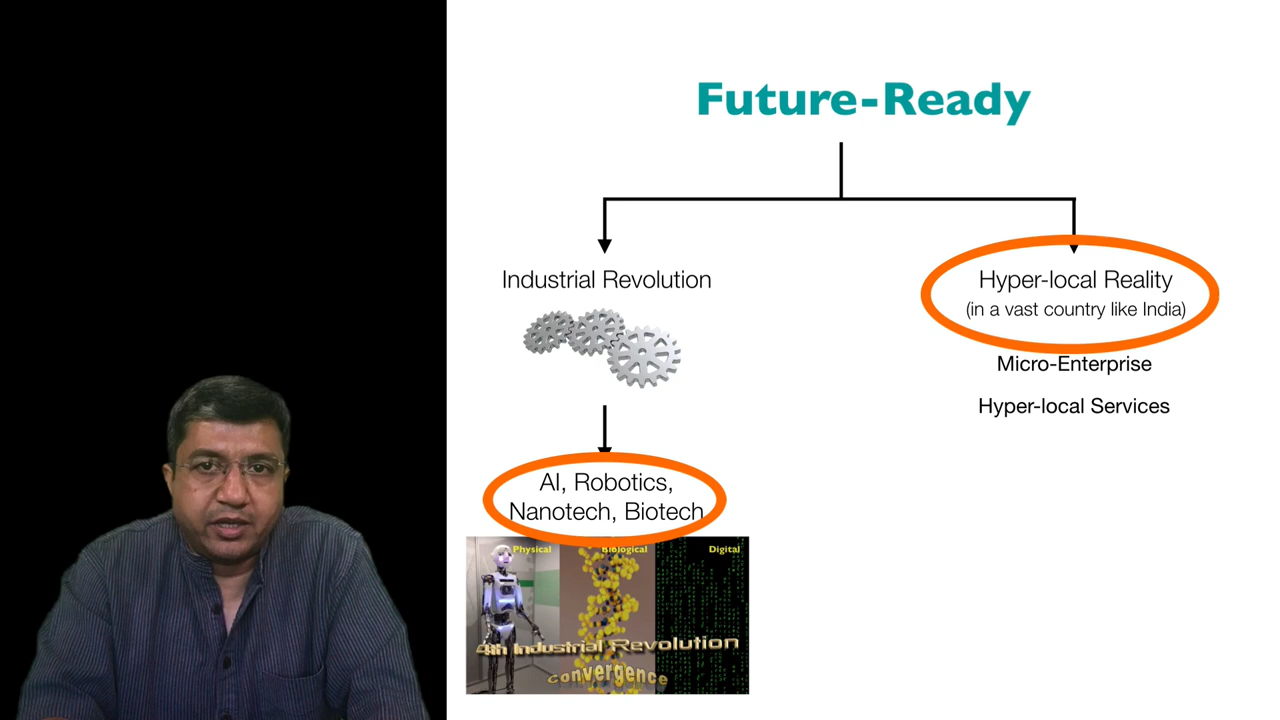 Future-Ready
Industrial Revolution
Hyper-local Reality
(in a vast country like India)
Micro-Enterprise
Hyper-local Services
AI, Robotics,
Nanotech, Biotech
Physical
Biological
Digital
4th Industrial Revolution
convergence